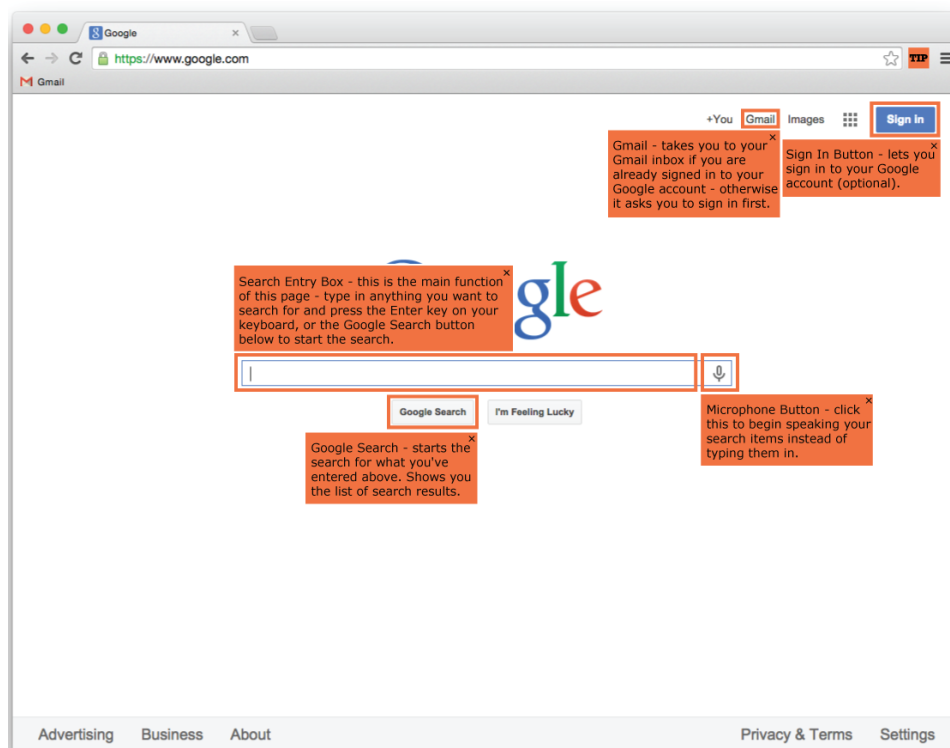 Google
https://www.google.com
TIP
Gmail
+You Gmail Images Sign In
Gmail - takes you to your
Gmail inbox if you are
already signed in to your
Google account - otherwise
it asks you to sign in first.
Sign In Button - lets you
sign in to your Google
account (optional).
Search Entry Box - this is the main function
of this page - type in anything you want to
search for and press the Enter key on your
keyboard, or the Google Search button
below to start the search.
gle
Google Search I'm Feeling Lucky
Microphone Button - click
this to begin speaking your
search items instead of
typing them in.
Google Search - starts the
search for what you've
entered above. Shows you
the list of search results.
Advertising Business About Privacy & Terms Settings